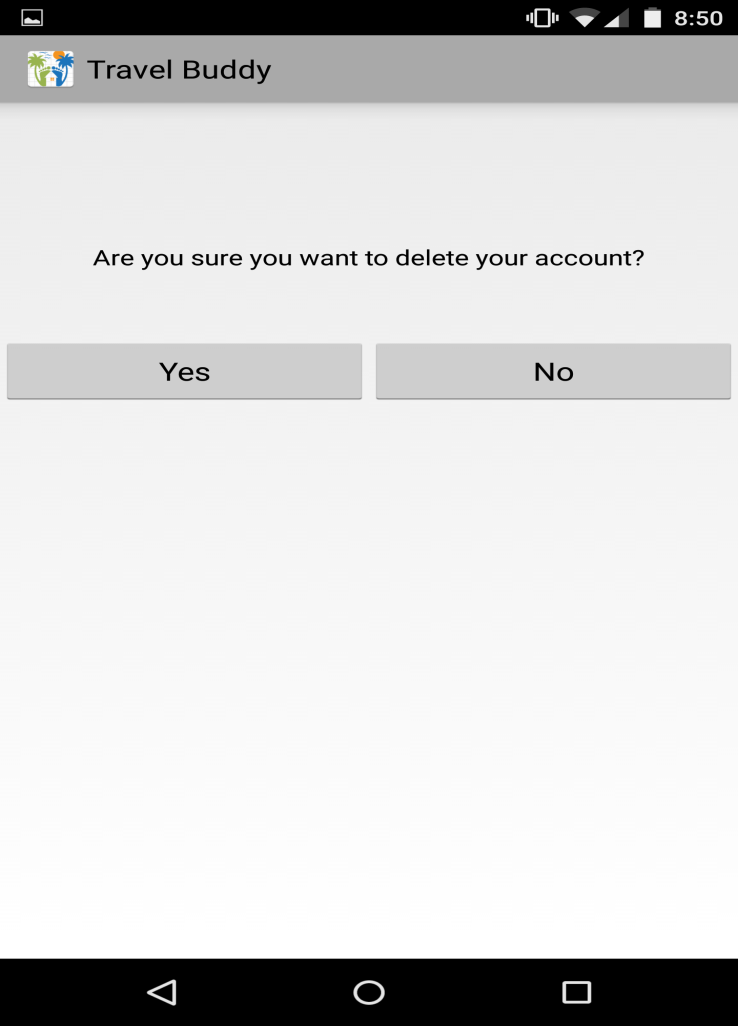 8:50
Travel Buddy
Are you sure you want to delete your account?
Yes
No